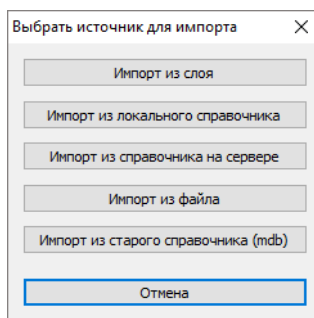 Выбрать источник для импорта
Импорт из слоя
Импорт из локального справочника
Импорт из справочника на сервере
Импорт из файла
Импорт из старого справочника (mdb)
Отмена